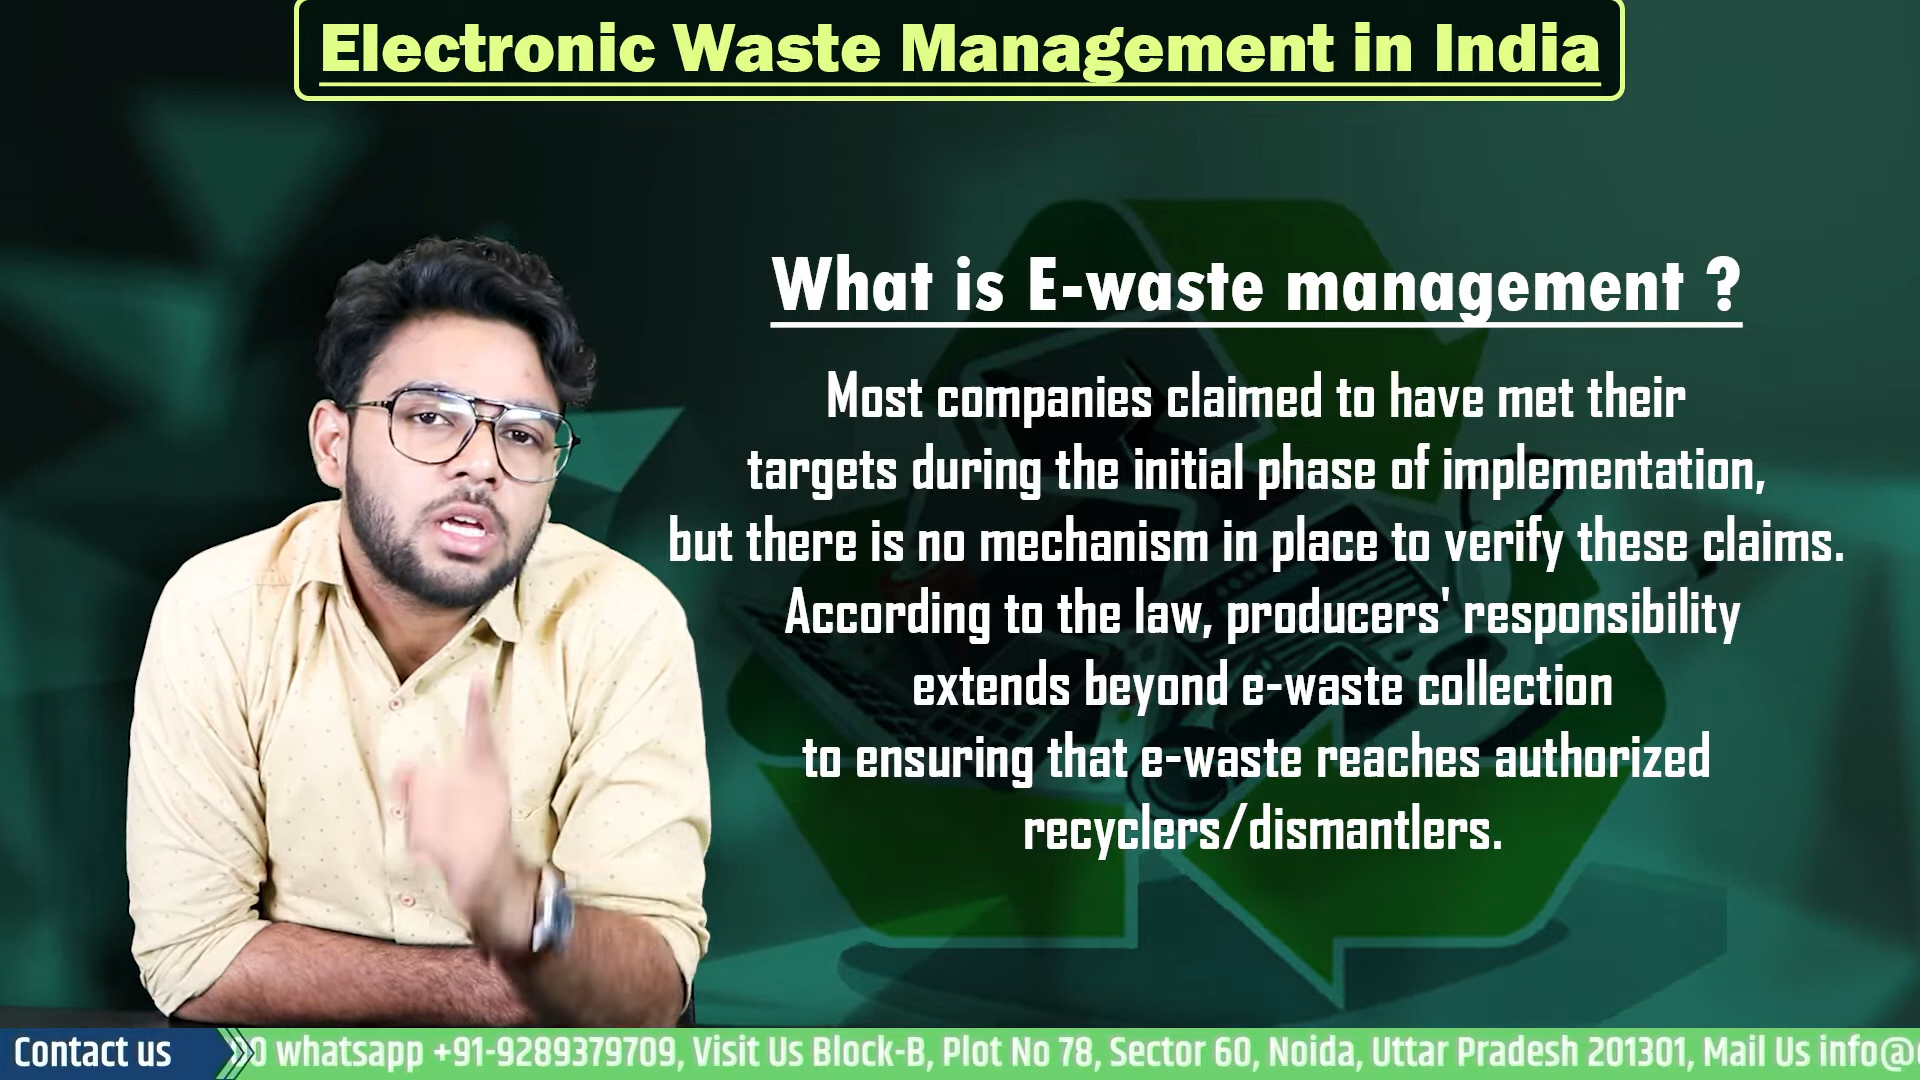 Electronic Waste Management in India
What is E-waste management ?
Most companies claimed to have met their
targets during the initial phase of implementation,
but there is no mechanism in place to verify these claims.
According to the law, producers' responsibility
extends beyond e-waste collection
to ensuring that e-waste reaches authorized
recyclers/dismantlers.
Contact us
0 whatsapp +91-9289379709, Visit Us Block-B, Plot No 78, Sector 60, Noida, Uttar Pradesh 201301, Mail Us info@